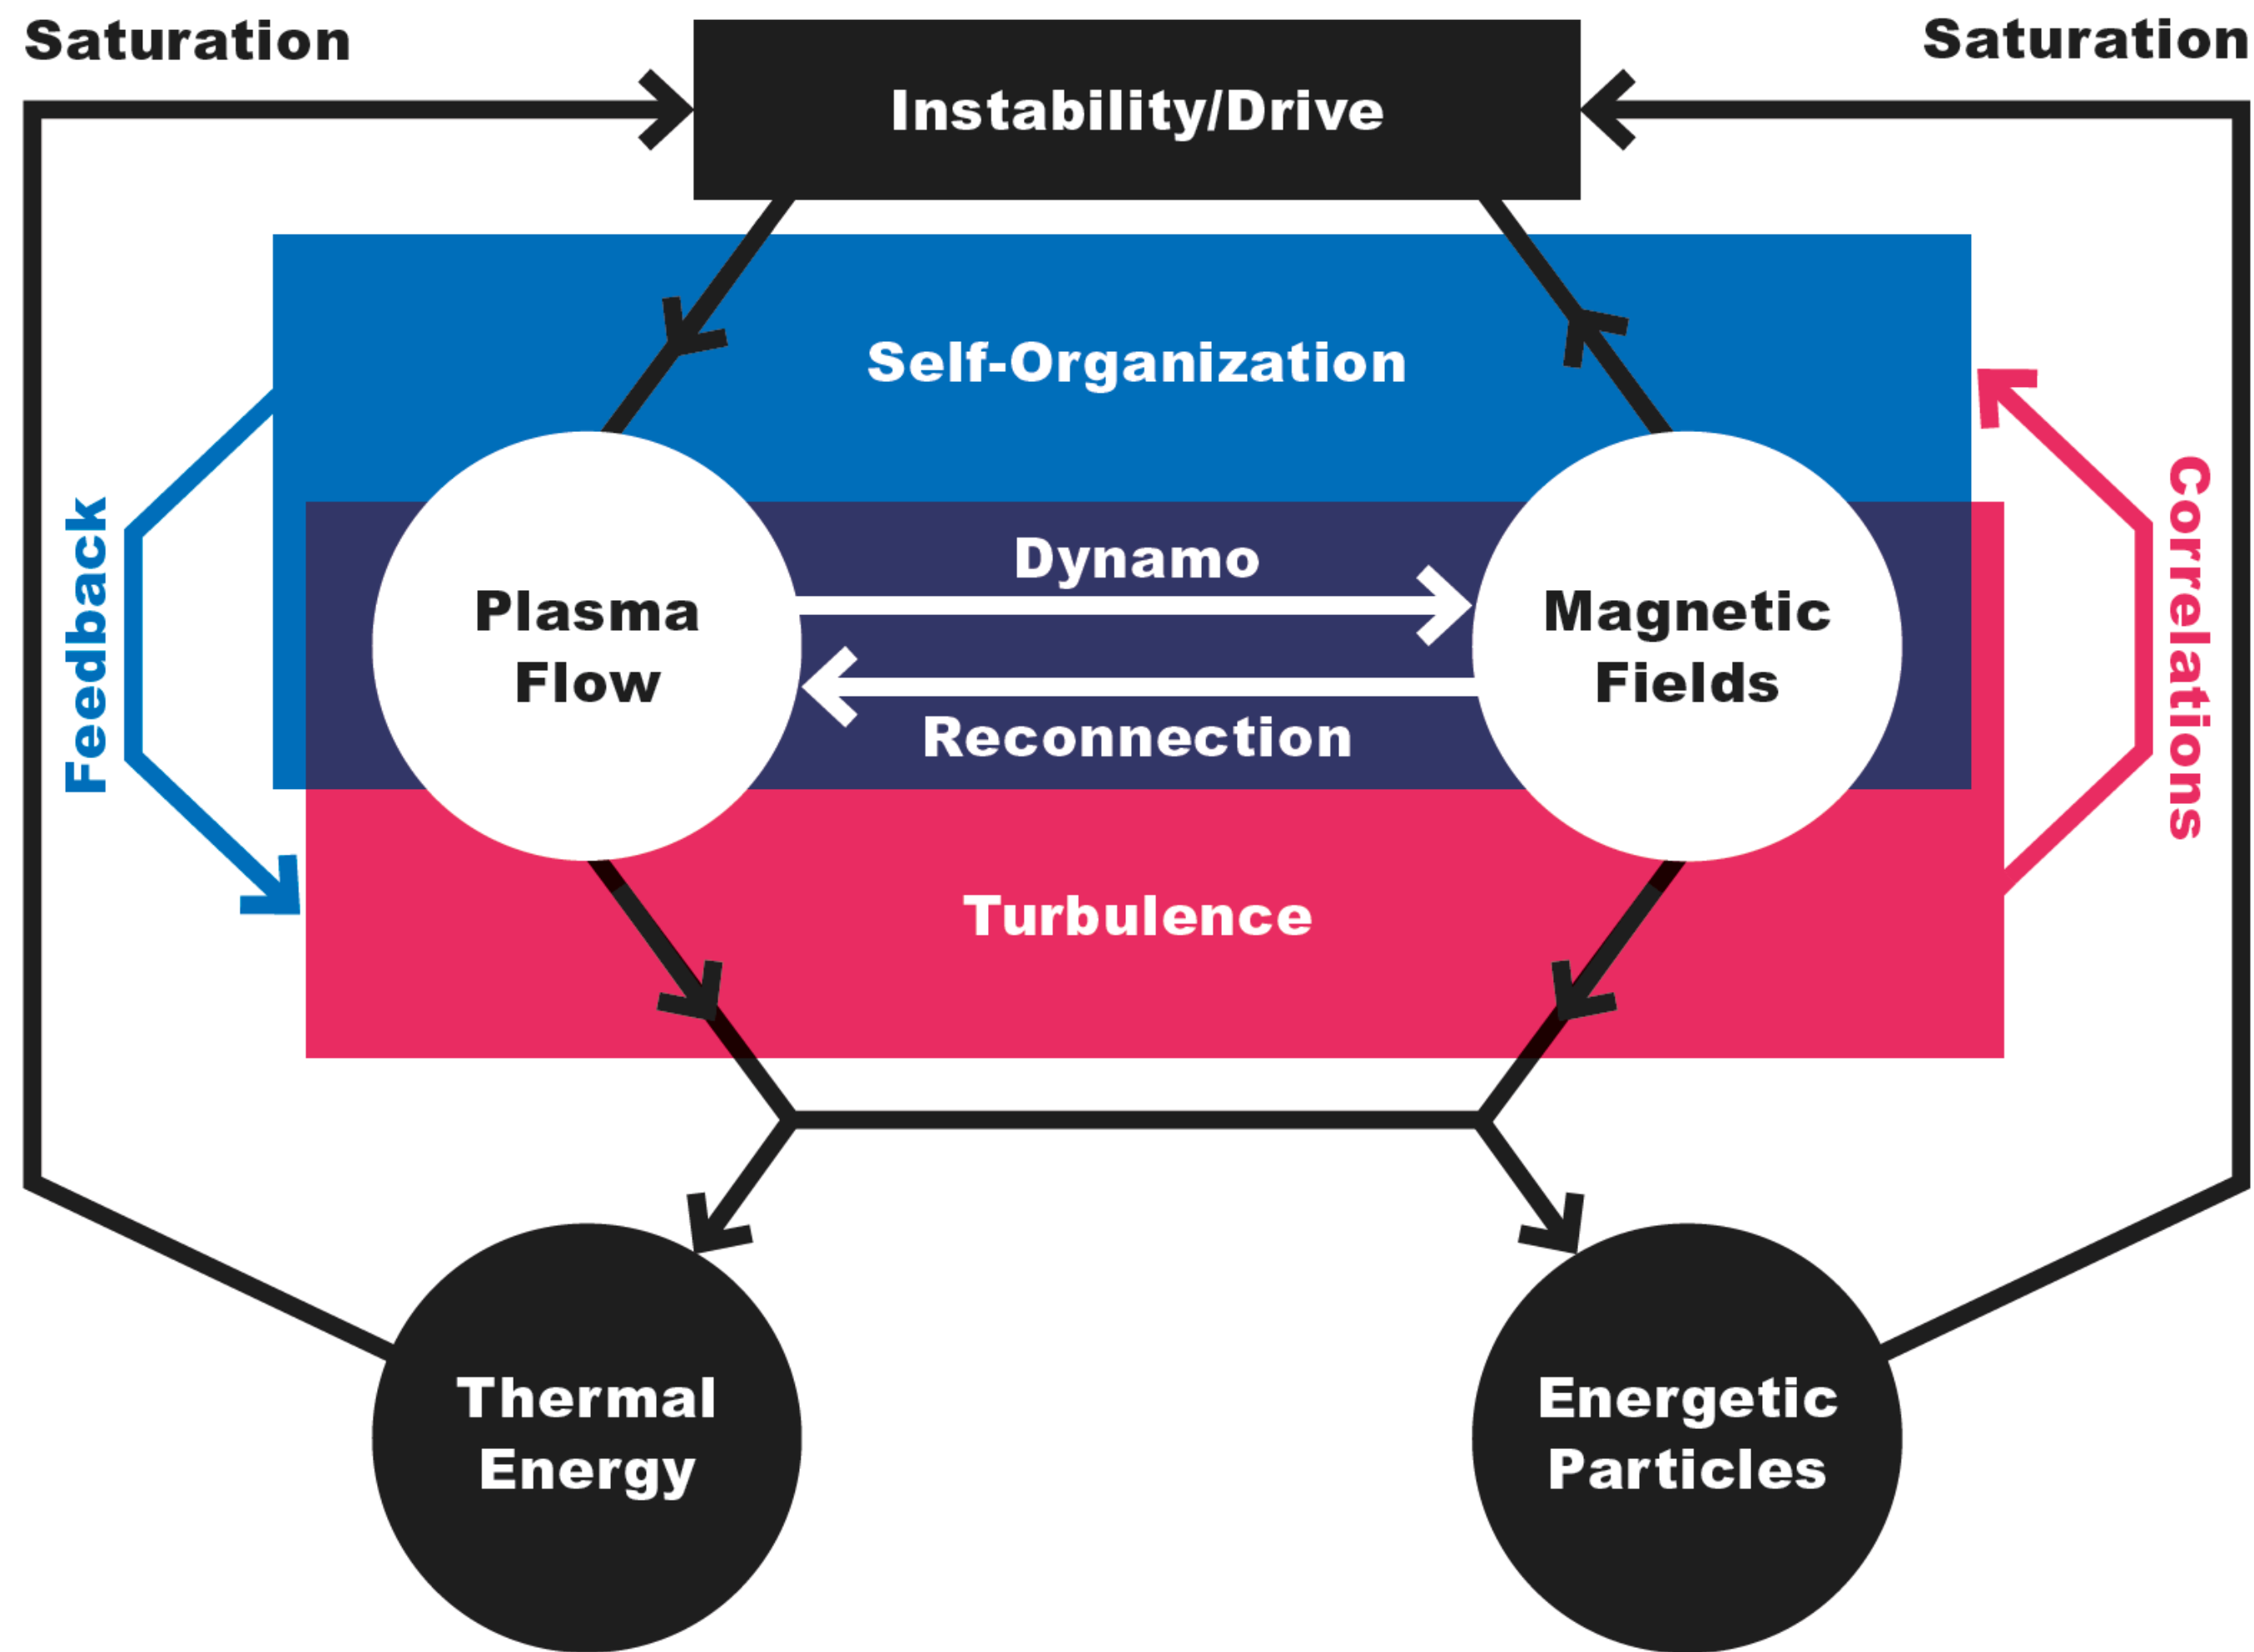 Saturation
Saturation
Instability/Drive
Self-Organization
Feedback
Correlations
Dynamo
Plasma
Flow
Magnetic
Fields
Reconnection
Turbulence
Thermal
Energy
Energetic
Particles